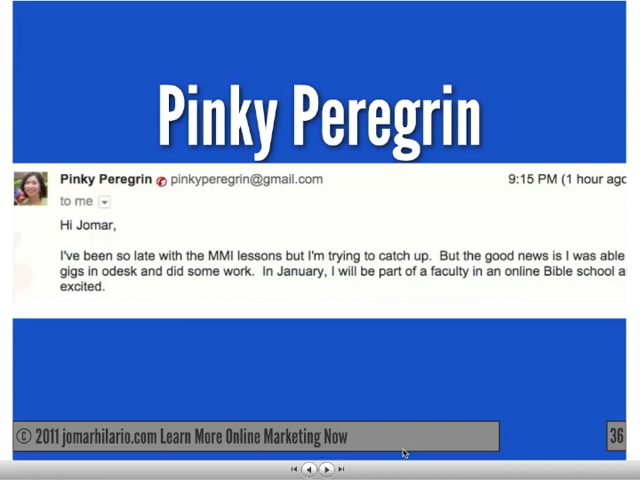 Pinky Peregrin
Pinky Peregrin pinkyperegrin@gmail.com 9:15 PM (1 hour ago
to me
Hi Jomar,
I've been so late with the MMI lessons but I'm trying to catch up. But the good news is I was able
gigs in odesk and did some work. In January, I will be part of a faculty in an online Bible school a
excited.
© 2011 jomarhilario.com Learn More Online Marketing Now
36